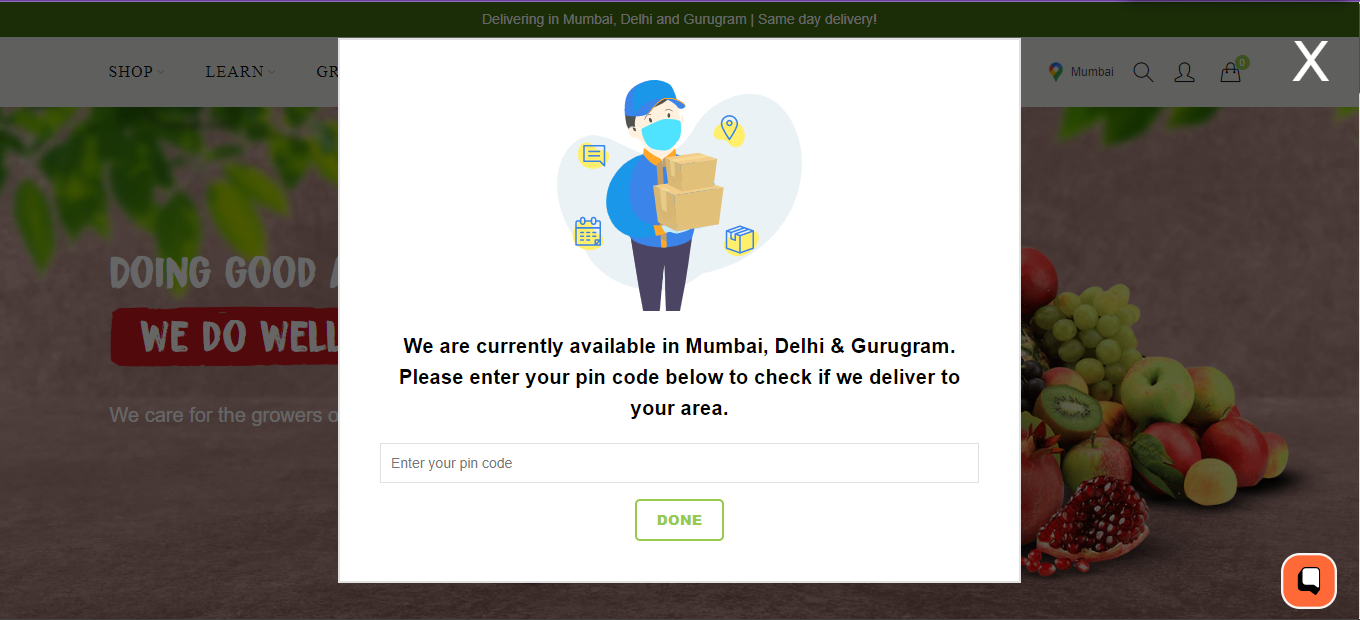 Delivering in Mumbai, Delhi and Gurugram | Same day delivery!
SHOP LEARN GR
Mumbai
0
X
DOING GOOD A
WE DO WELL
We care for the growers o
We are currently available in Mumbai, Delhi & Gurugram.
Please enter your pin code below to check if we deliver to
your area.
Enter your pin code
DONE